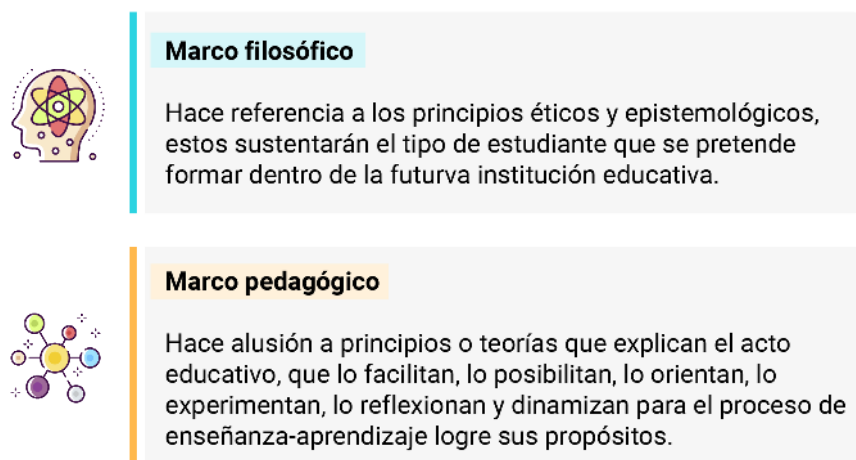 Marco filosófico
Hace referencia a los principios éticos y epistemológicos,
estos sustentarán el tipo de estudiante que se pretende
formar dentro de la futurva institución educativa.
Marco pedagógico
Hace alusión a principios o teorías que explican el acto
educativo, que lo facilitan, lo posibilitan, lo orientan, lo
experimentan, lo reflexionan y dinamizan para el proceso de
enseñanza-aprendizaje logre sus propósitos.